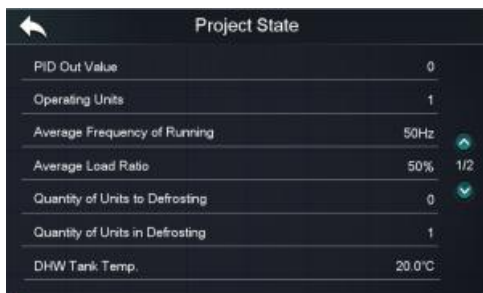 Project State
PID Out Value 0
Operating Units 1
Average Frequency of Running 50Hz
Average Load Ratio 50% 1/2
Quantity of Units to Defrosting 0
Quantity of Units in Defrosting 1
DHW Tank Temp. 20.0°C